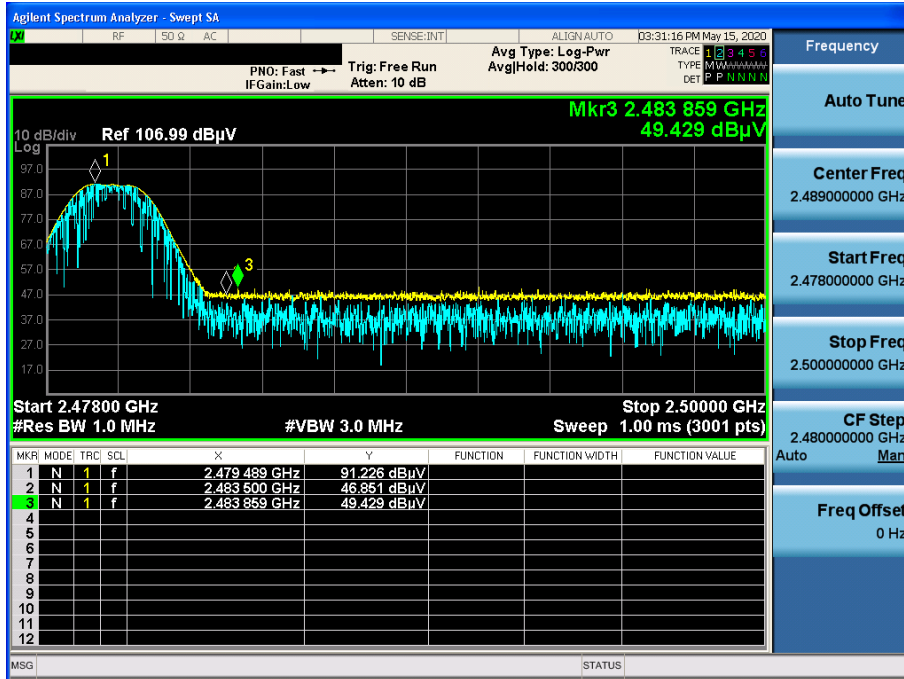 Agilent Spectrum Analyzer - Swept SA
LXI RF 50 Ω AC SENSE:INT ALIGN AUTO 03:31:16 PM May 15, 2020
PNO: Fast Trig: Free Run Avg Type: Log-Pwr TRACE 1 2 3 4 5 6
IFGain:Low Atten: 10 dB Avg|Hold: 300/300 TYPE M W W W W W
DET P P N N N N
Mkr3 2.483 859 GHz
49.429 dBµV
10 dB/div Ref 106.99 dBµV
Log
97.0
87.0
77.0
67.0
57.0
47.0
37.0
27.0
17.0
1
3
Start 2.47800 GHz Stop 2.50000 GHz
#Res BW 1.0 MHz #VBW 3.0 MHz Sweep 1.00 ms (3001 pts)
MKR MODE TRC SCL X Y FUNCTION FUNCTION WIDTH FUNCTION VALUE
1 N 1 f 2.479 489 GHz 91.226 dBµV
2 N 1 f 2.483 500 GHz 46.851 dBµV
3 N 1 f 2.483 859 GHz 49.429 dBµV
4
5
6
7
8
9
10
11
12
MSG STATUS
Frequency
Auto Tune
Center Freq
2.489000000 GHz
Start Freq
2.478000000 GHz
Stop Freq
2.500000000 GHz
CF Step
2.480000000 GHz
Auto Man
Freq Offset
0 Hz